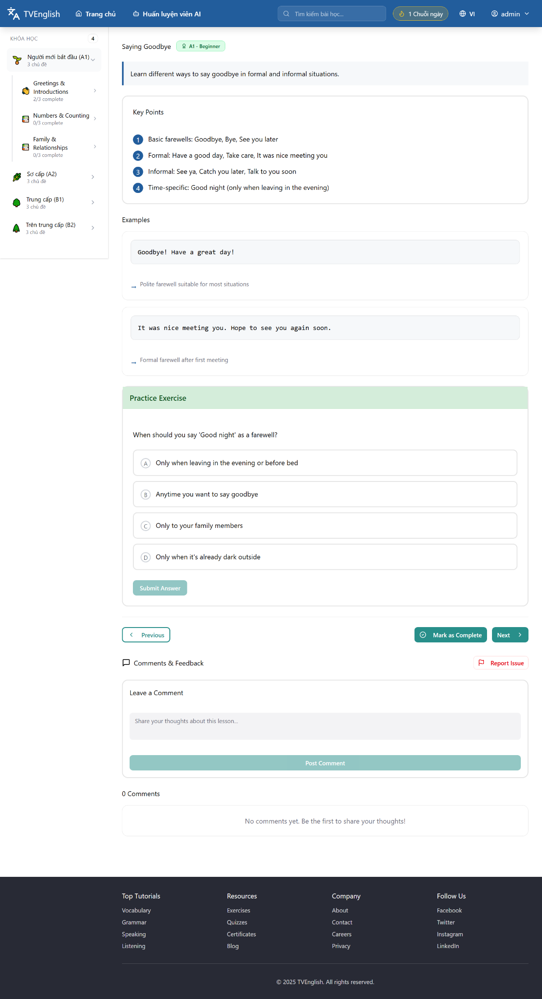 TVEnglish
Trang chủ
Huấn luyện viên AI
Tìm kiếm bài học...
1 Chuỗi ngày
VI
admin
KHÓA HỌC
4
Người mới bắt đầu (A1)
3 chủ đề
Greetings &
Introductions
2/3 complete
Numbers & Counting
0/3 complete
Family &
Relationships
0/3 complete
Sơ cấp (A2)
3 chủ đề
Trung cấp (B1)
3 chủ đề
Trên trung cấp (B2)
3 chủ đề
Saying Goodbye
A1 - Beginner
Learn different ways to say goodbye in formal and informal situations.
Key Points
1 Basic farewells: Goodbye, Bye, See you later
2 Formal: Have a good day, Take care, It was nice meeting you
3 Informal: See ya, Catch you later, Talk to you soon
4 Time-specific: Good night (only when leaving in the evening)
Examples
Goodbye! Have a great day!
→ Polite farewell suitable for most situations
It was nice meeting you. Hope to see you again soon.
→ Formal farewell after first meeting
Practice Exercise
When should you say 'Good night' as a farewell?
A Only when leaving in the evening or before bed
B Anytime you want to say goodbye
C Only to your family members
D Only when it's already dark outside
Submit Answer
Previous
Mark as Complete
Next
Comments & Feedback
Report Issue
Leave a Comment
Share your thoughts about this lesson...
Post Comment
0 Comments
No comments yet. Be the first to share your thoughts!
Top Tutorials
Vocabulary
Grammar
Speaking
Listening
Resources
Exercises
Quizzes
Certificates
Blog
Company
About
Contact
Careers
Privacy
Follow Us
Facebook
Twitter
Instagram
LinkedIn
© 2025 TVEnglish. All rights reserved.